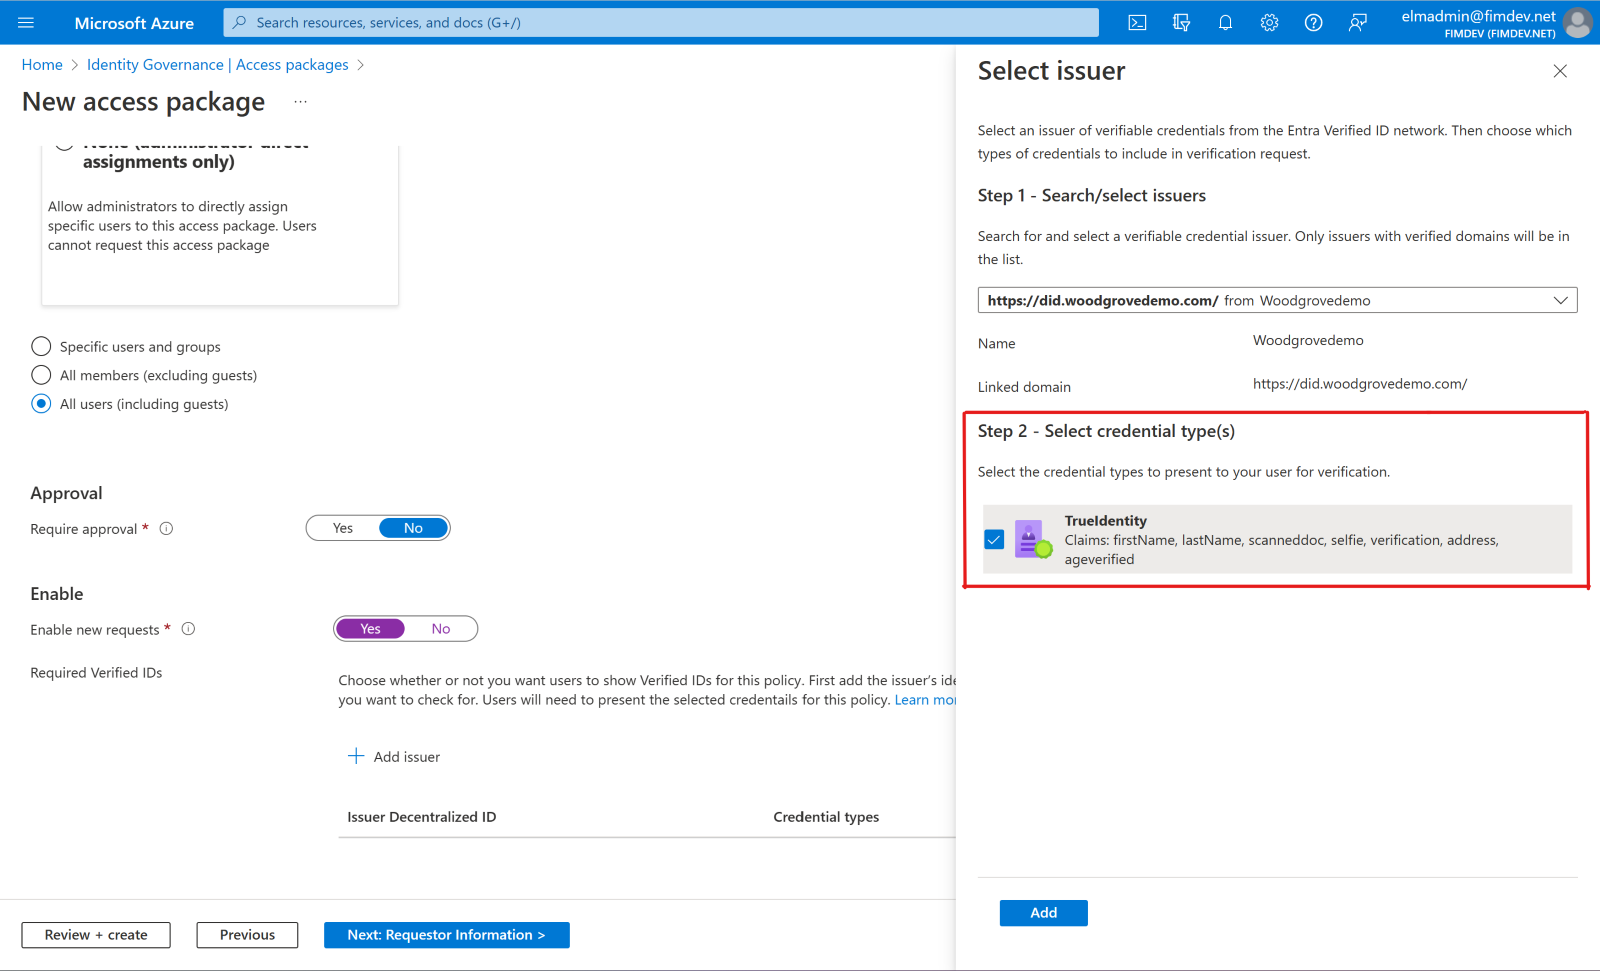 Microsoft Azure
Search resources, services, and docs (G+/)
elmadmin@fimdev.net
FIMDEV (FIMDEV.NET)
Home > Identity Governance | Access packages >
New access package ...
None (administrator direct
assignments only)
Allow administrators to directly assign
specific users to this access package. Users
cannot request this access package
Specific users and groups
All members (excluding guests)
All users (including guests)
Approval
Require approval *
Yes No
Enable
Enable new requests *
Yes No
Required Verified IDs
Choose whether or not you want users to show Verified IDs for this policy. First add the issuer's ide
you want to check for. Users will need to present the selected credentails for this policy. Learn mor
+ Add issuer
Issuer Decentralized ID Credential types
Review + create Previous Next: Requestor Information >
Select issuer
Select an issuer of verifiable credentials from the Entra Verified ID network. Then choose which
types of credentials to include in verification request.
Step 1 - Search/select issuers
Search for and select a verifiable credential issuer. Only issuers with verified domains will be in
the list.
https://did.woodgrovedemo.com/ from Woodgrovedemo
Name Woodgrovedemo
Linked domain https://did.woodgrovedemo.com/
Step 2 - Select credential type(s)
Select the credential types to present to your user for verification.
TrueIdentity
Claims: firstName, lastName, scanneddoc, selfie, verification, address,
ageverified
Add